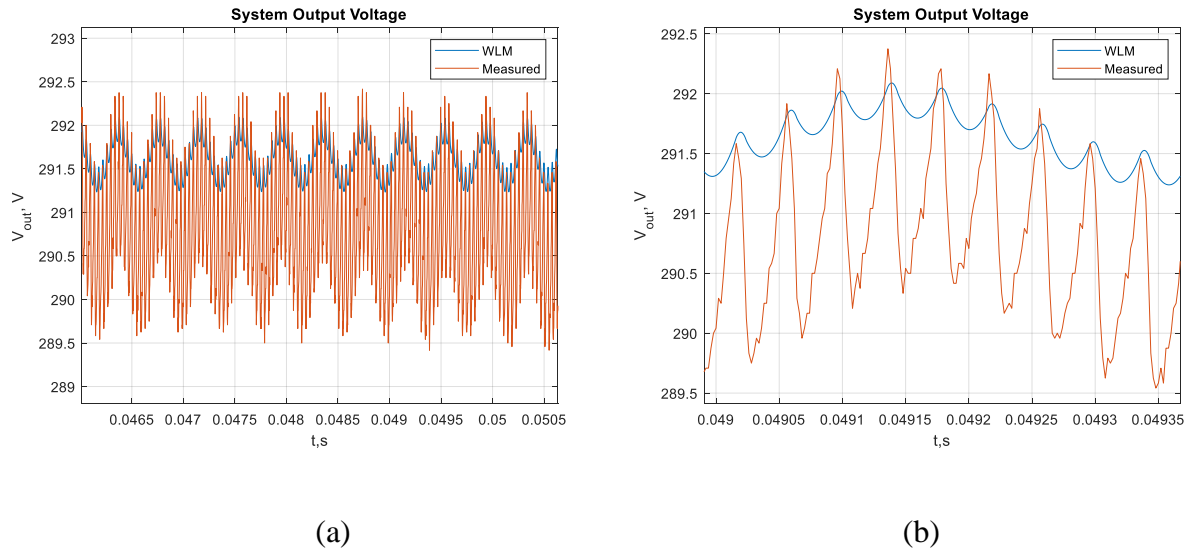 System Output Voltage
WLM
Measured
293
292.5
292
291.5
291
290.5
290
289.5
289
V_out, V
0.0465 0.047 0.0475 0.048 0.0485 0.049 0.0495 0.05 0.0505
t,s
(a)
System Output Voltage
WLM
Measured
292.5
292
291.5
291
290.5
290
289.5
V_out, V
0.049 0.04905 0.0491 0.04915 0.0492 0.04925 0.0493 0.04935
t,s
(b)